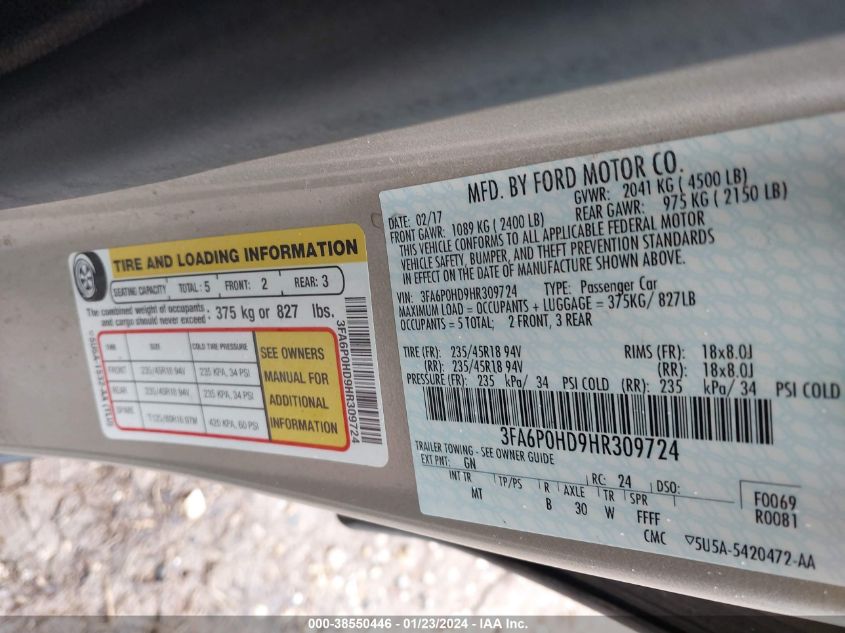 TIRE AND LOADING INFORMATION
SEATING CAPACITY TOTAL: 5 FRONT: 2 REAR: 3
The combined weight of occupants and cargo should never exceed: 375 kg or 827 lbs.
TIRE SIZE COLD TIRE PRESSURE
FRONT 235/45R18 94V 235 KPA, 34 PSI
REAR 235/45R18 94V 235 KPA, 34 PSI
SPARE 420 KPA, 60 PSI
SEE OWNERS
MANUAL FOR
ADDITIONAL
INFORMATION
3FA6P0HD9HR309724
MFD. BY FORD MOTOR CO.
DATE: 02/17 GVWR: 2041 KG ( 4500 LB)
FRONT GAWR: 1089 KG ( 2400 LB) REAR GAWR: 975 KG ( 2150 LB)
THIS VEHICLE CONFORMS TO ALL APPLICABLE FEDERAL MOTOR
VEHICLE SAFETY, BUMPER, AND THEFT PREVENTION STANDARDS
IN EFFECT ON THE DATE OF MANUFACTURE SHOWN ABOVE.
VIN: 3FA6P0HD9HR309724 TYPE: Passenger Car
MAXIMUM LOAD = OCCUPANTS + LUGGAGE = 375KG/ 827LB
OCCUPANTS = 5 TOTAL; 2 FRONT, 3 REAR
TIRE (FR): 235/45R18 94V RIMS (FR): 18x8.0J
(RR): 235/45R18 94V (RR): 18x8.0J
PRESSURE (FR): 235 kPa/ 34 PSI COLD (RR): 235 kPa/ 34 PSI COLD
3FA6P0HD9HR309724
TRAILER TOWING - SEE OWNER GUIDE
EXT PNT: GN RC: 24 DSO: F0069
INT TR TP/PS R AXLE TR SPR R0081
MT B 30 W FFFF
CMC
5U5A-5420472-AA
000-38550446 - 01/23/2024 - IAAI.com